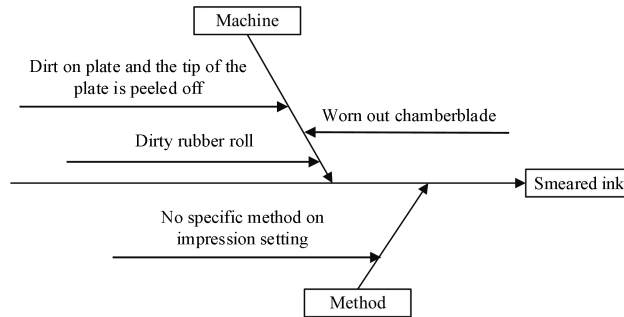 Machine
Dirt on plate and the tip of the
plate is peeled off
Worn out chamberblade
Dirty rubber roll
Smeared ink
No specific method on
impression setting
Method